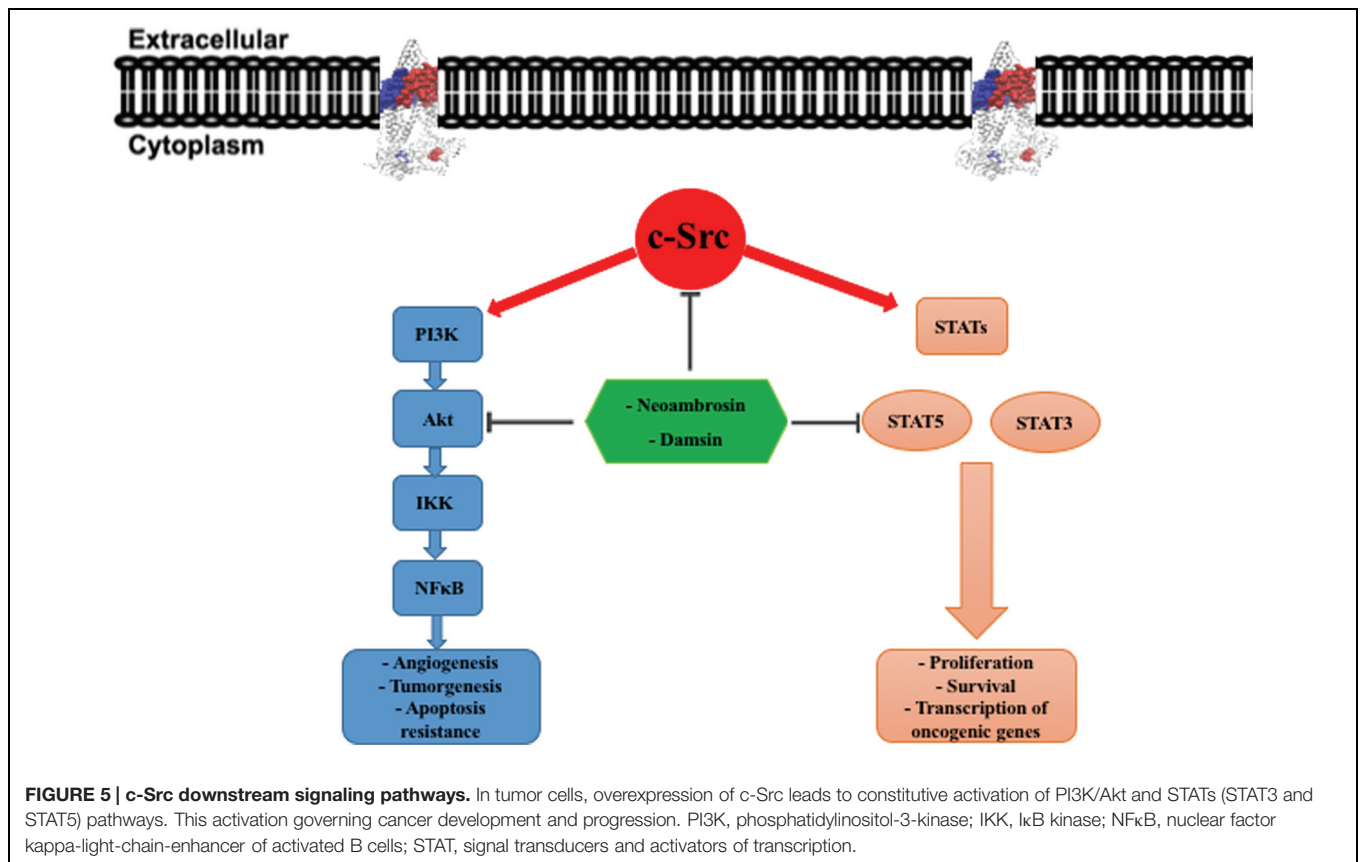 Extracellular
Cytoplasm
c-Src
PI3K
STATs
- Neoambrosin
- Damsin
Akt
STAT5
STAT3
IKK
NFκB
- Angiogenesis
- Tumorgenesis
- Apoptosis
resistance
- Proliferation
- Survival
- Transcription of
oncogenic genes
FIGURE 5 | c-Src downstream signaling pathways. In tumor cells, overexpression of c-Src leads to constitutive activation of PI3K/Akt and STATs (STAT3 and
STAT5) pathways. This activation governing cancer development and progression. PI3K, phosphatidylinositol-3-kinase; IKK, IκB kinase; NFκB, nuclear factor
kappa-light-chain-enhancer of activated B cells; STAT, signal transducers and activators of transcription.